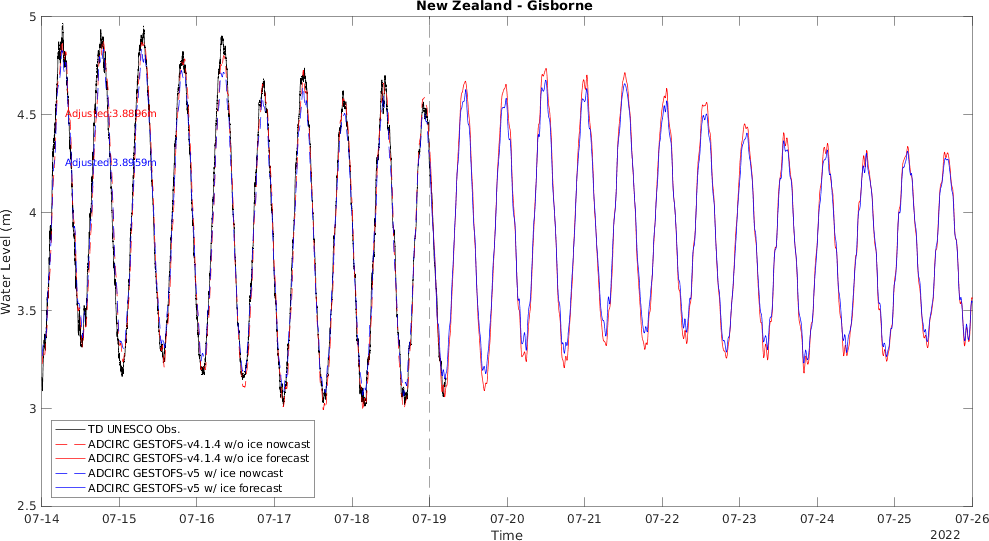 New Zealand - Gisborne
5
4.5
4
3.5
3
2.5
Water Level (m)
Adjusted:3.8896m
Adjusted:3.8959m
TD UNESCO Obs.
ADCIRC GESTOFS-v4.1.4 w/o ice nowcast
ADCIRC GESTOFS-v4.1.4 w/o ice forecast
ADCIRC GESTOFS-v5 w/ ice nowcast
ADCIRC GESTOFS-v5 w/ ice forecast
07-14 07-15 07-16 07-17 07-18 07-19 07-20 07-21 07-22 07-23 07-24 07-25 07-26
Time
2022